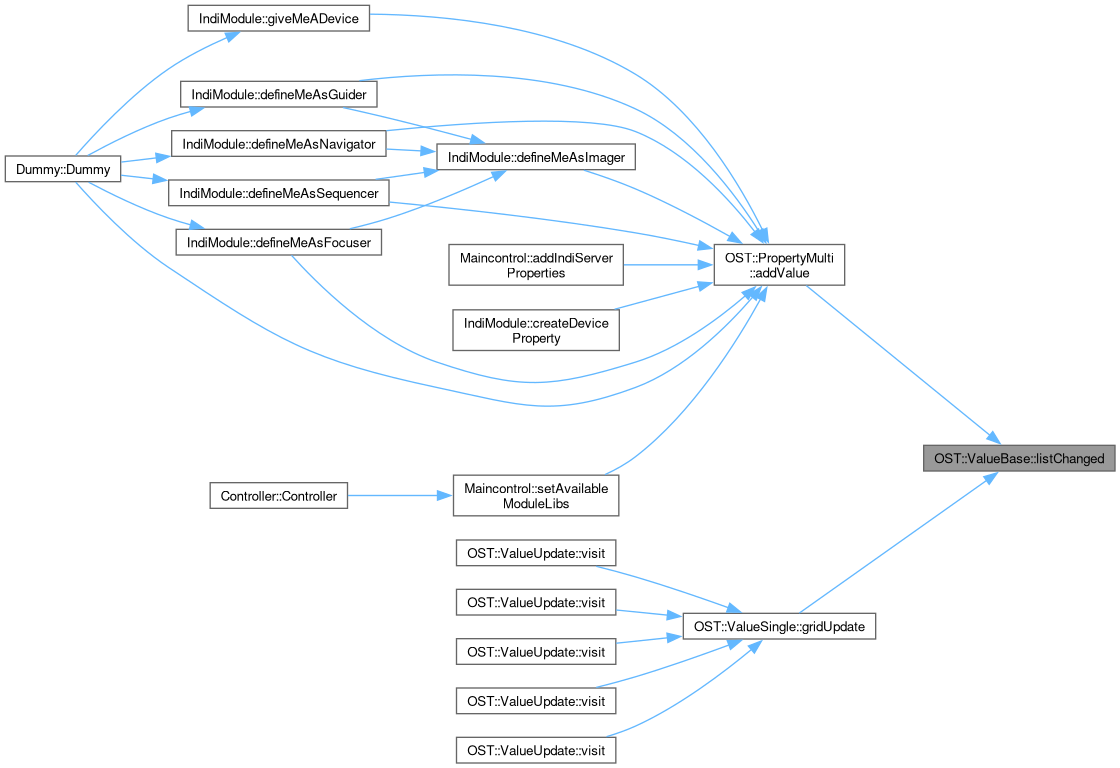 IndiModule::giveMeADevice
IndiModule::defineMeAsGuider
IndiModule::defineMeAsNavigator
IndiModule::defineMeAsImager
Dummy::Dummy
IndiModule::defineMeAsSequencer
IndiModule::defineMeAsFocuser
Maincontrol::addIndiServer
Properties
OST::PropertyMulti
::addValue
IndiModule::createDevice
Property
OST::ValueBase::listChanged
Controller::Controller
Maincontrol::setAvailable
ModuleLibs
OST::ValueUpdate::visit
OST::ValueUpdate::visit
OST::ValueSingle::gridUpdate
OST::ValueUpdate::visit
OST::ValueUpdate::visit
OST::ValueUpdate::visit